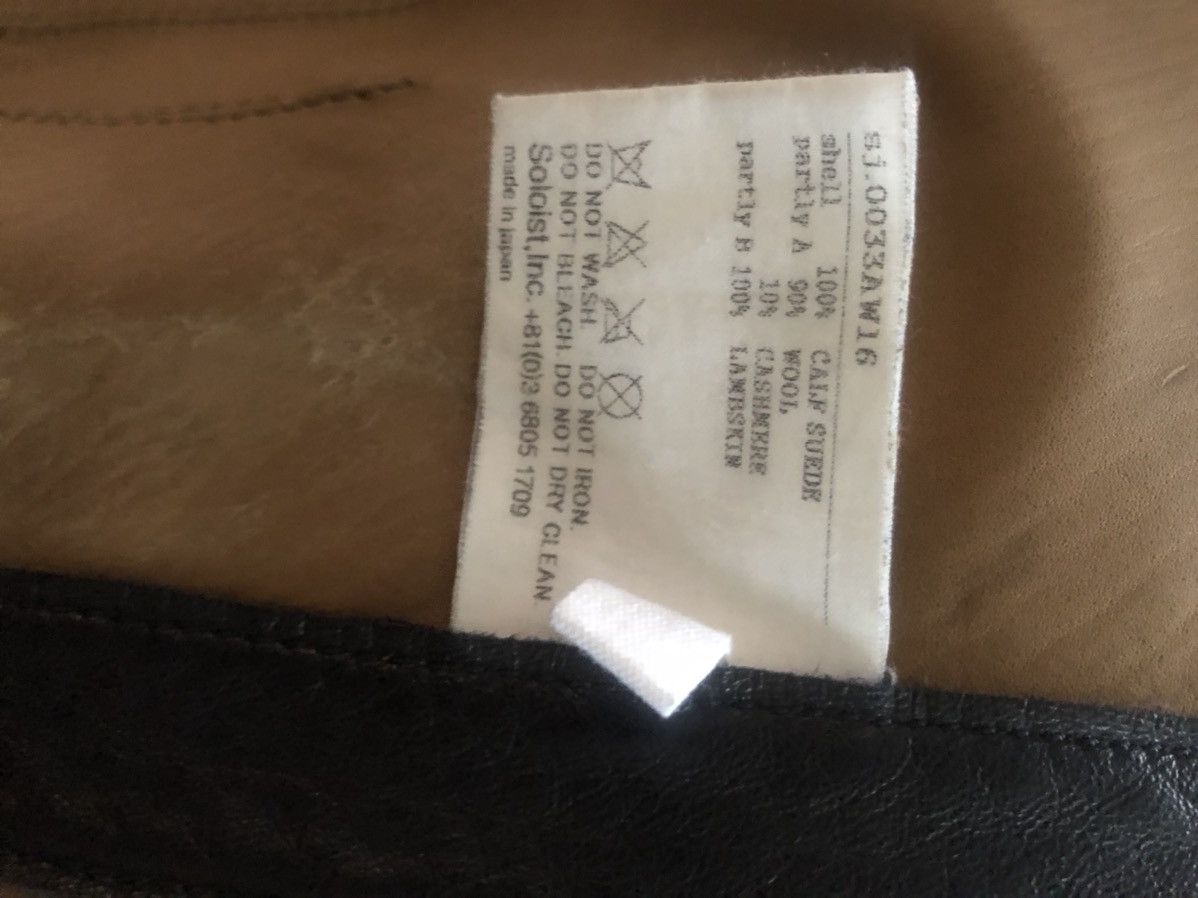 sj.0033AW16
shell 100% CALF SUEDE
partly A 90% WOOL
10% CASHMERE
partly B 100% LAMBSKIN
DO NOT WASH. DO NOT IRON.
DO NOT BLEACH. DO NOT DRY CLEAN.
Soloist,Inc. +81(0)3 6805 1709
made in japan